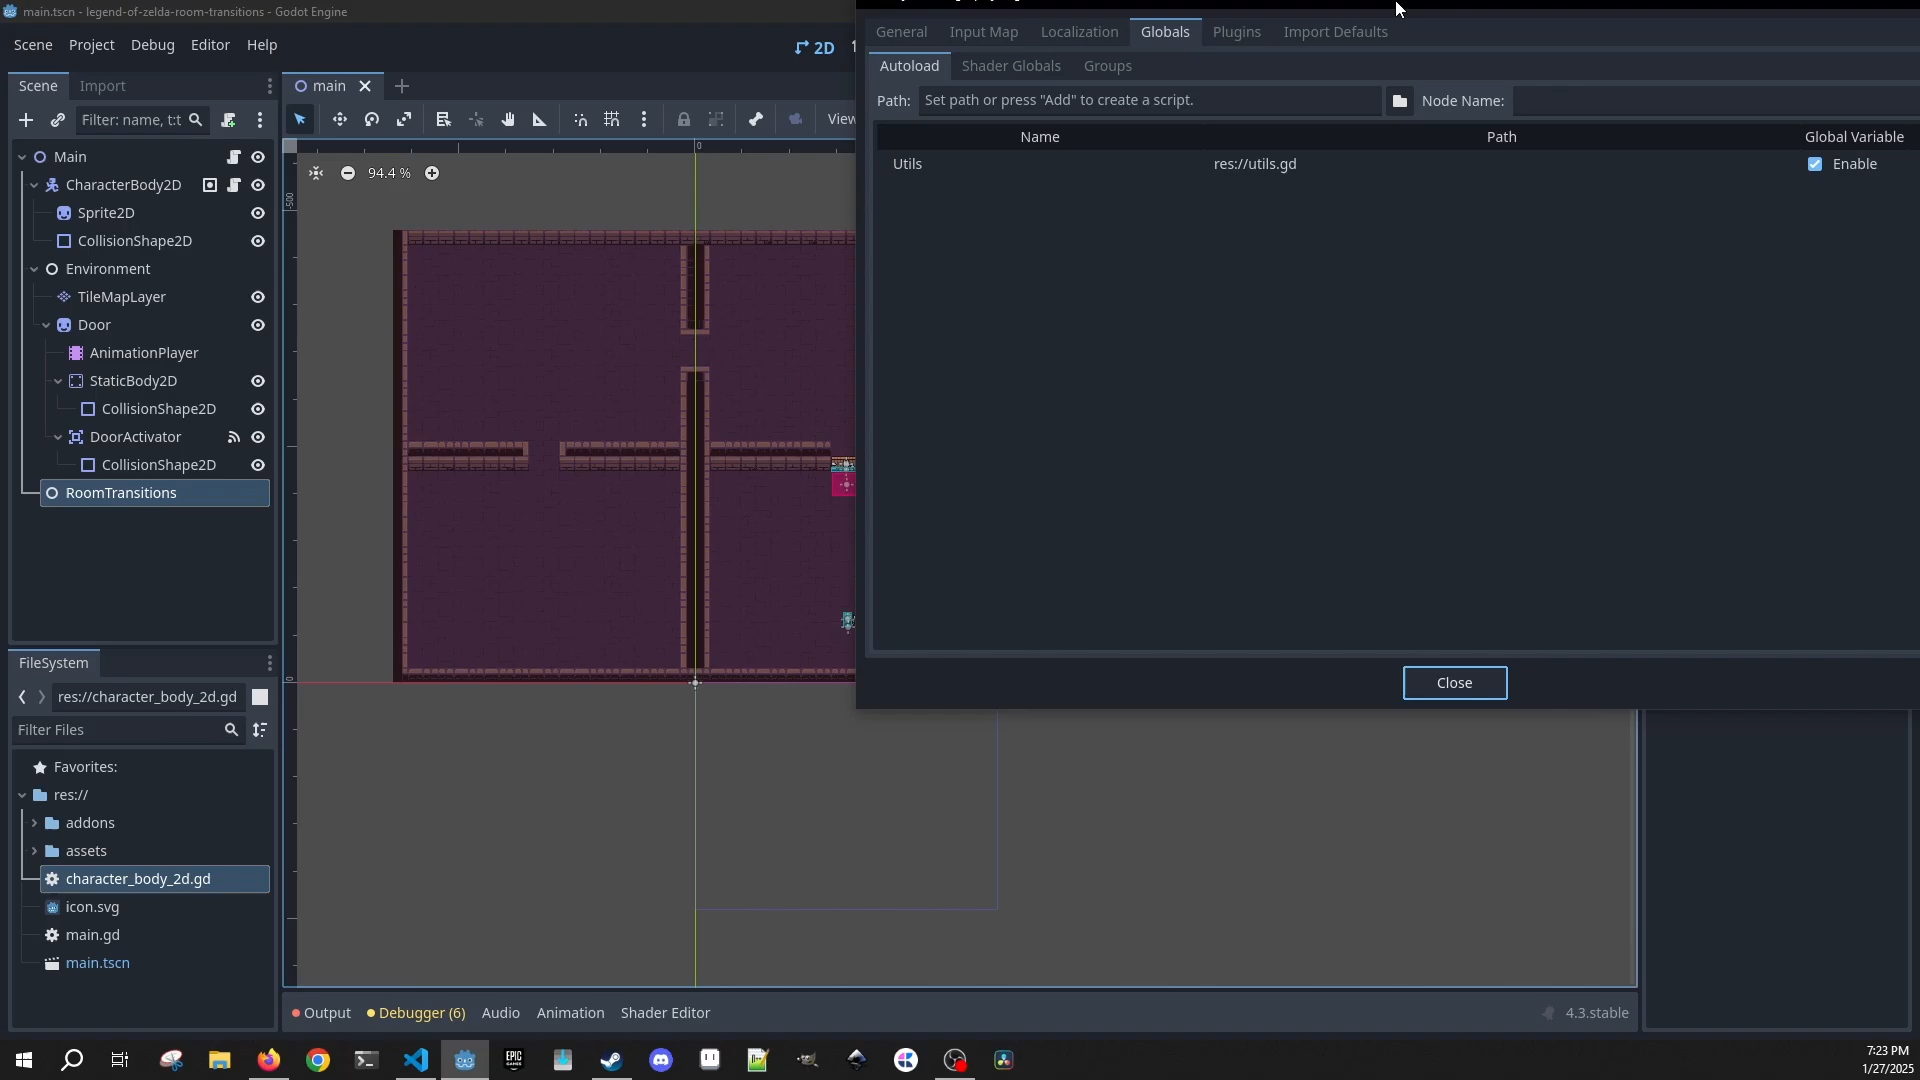 main.tscn - legend-of-zelda-room-transitions - Godot Engine
Scene Project Debug Editor Help
2D
General Input Map Localization Globals Plugins Import Defaults
Autoload Shader Globals Groups
Path: Set path or press "Add" to create a script. Node Name:
Name Path Global Variable
Utils res://utils.gd Enable
Close
Scene Import
main
Filter: name, t:t
View
94.4 %
0
-500
0
Main
CharacterBody2D
Sprite2D
CollisionShape2D
Environment
TileMapLayer
Door
AnimationPlayer
StaticBody2D
CollisionShape2D
DoorActivator
CollisionShape2D
RoomTransitions
FileSystem
res://character_body_2d.gd
Filter Files
Favorites:
res://
addons
assets
character_body_2d.gd
icon.svg
main.gd
main.tscn
Output Debugger (6) Audio Animation Shader Editor 4.3.stable
EPIC GAMES
7:23 PM
1/27/2025